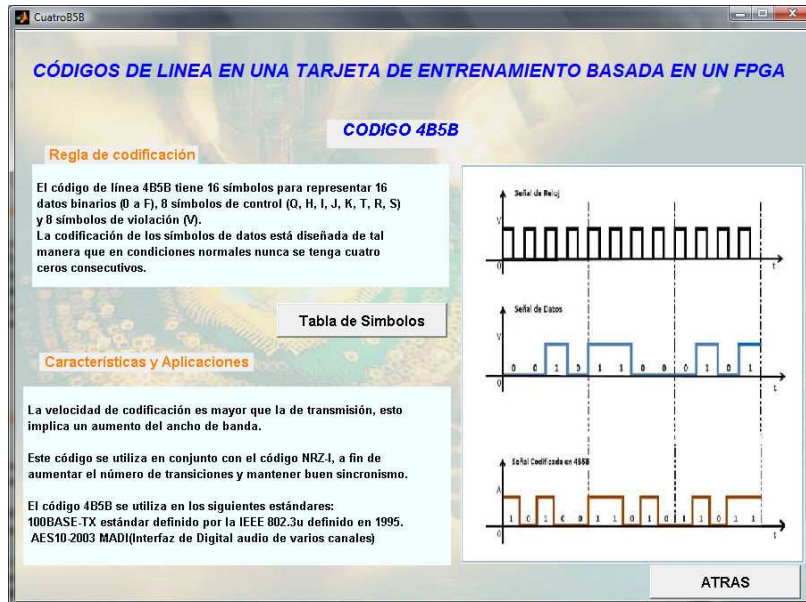 CuatroB5B
CÓDIGOS DE LINEA EN UNA TARJETA DE ENTRENAMIENTO BASADA EN UN FPGA
CODIGO 4B5B
Regla de codificación
El código de línea 4B5B tiene 16 símbolos para representar 16
datos binarios (0 a F), 8 símbolos de control (Q, H, I, J, K, T, R, S)
y 8 símbolos de violación (V).
La codificación de los símbolos de datos está diseñada de tal
manera que en condiciones normales nunca se tenga cuatro
ceros consecutivos.
Tabla de Simbolos
Características y Aplicaciones
La velocidad de codificación es mayor que la de transmisión, esto
implica un aumento del ancho de banda.
Este código se utiliza en conjunto con el código NRZ-I, a fin de
aumentar el número de transiciones y mantener buen sincronismo.
El código 4B5B se utiliza en los siguientes estándares:
100BASE-TX estándar definido por la IEEE 802.3u definido en 1995.
AES10-2003 MADI(Interfaz de Digital audio de varios canales)
Señal de Reloj
V
0
t
Señal de Datos
V
0 0 1 0 1 1 0 0 0 1 0 1
0
t
Señal Codificada en 4B5B
A
1 0 1 0 0 1 1 0 1 0 1 1 0 1 1
0
t
ATRAS